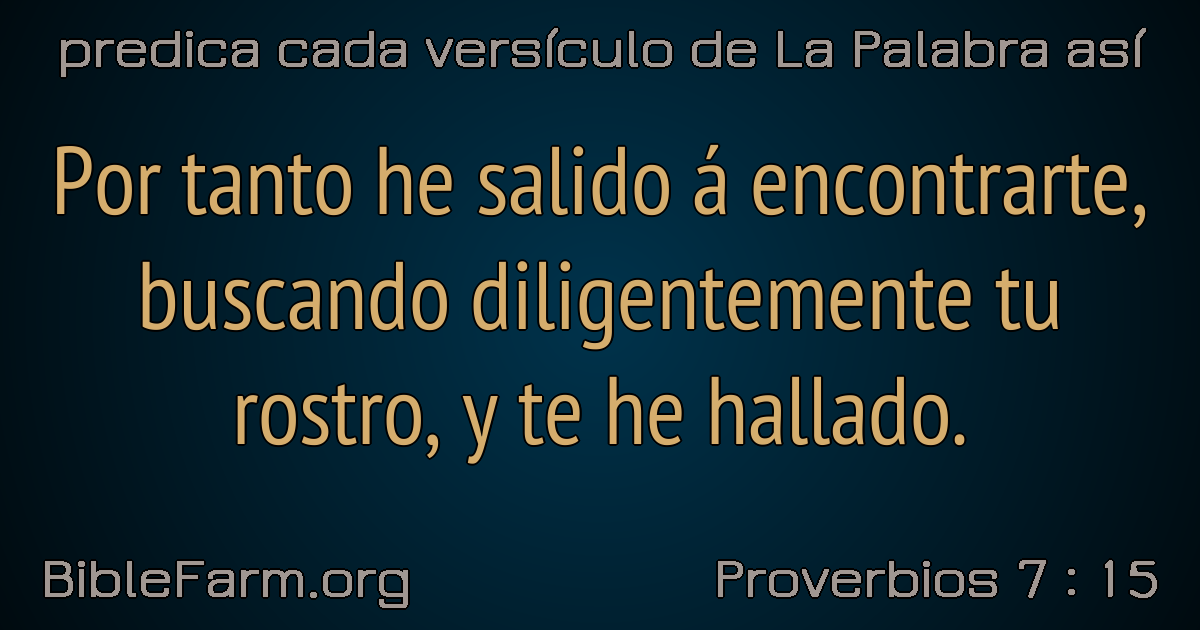 predica cada versículo de La Palabra así
Por tanto he salido á encontrarte,
buscando diligentemente tu
rostro, y te he hallado.
BibleFarm.org
Proverbios 7 : 15